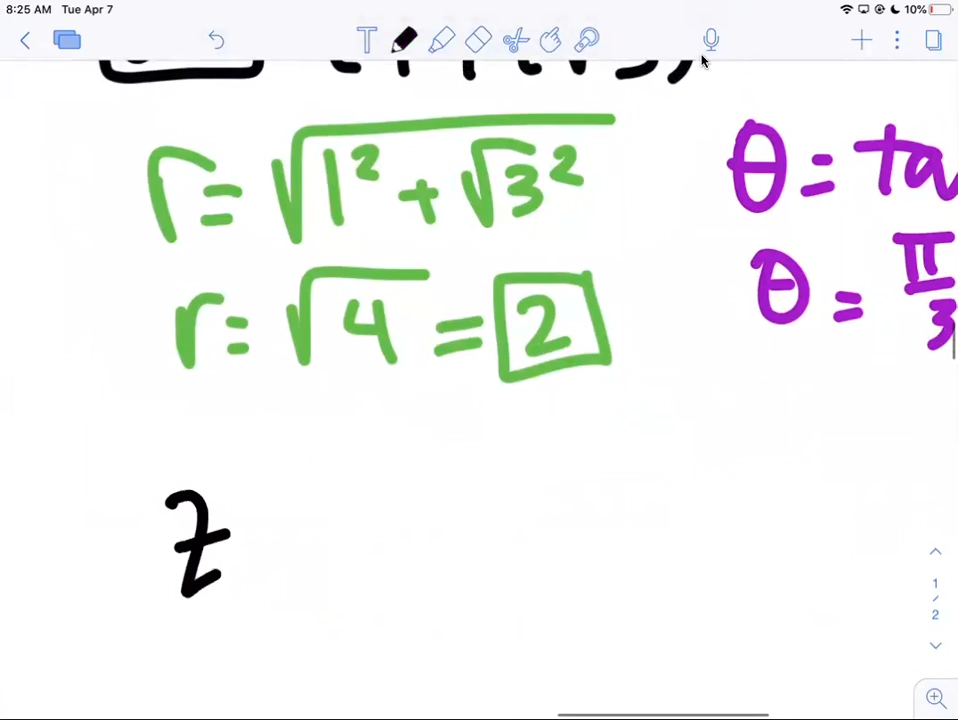 8:25 AM Tue Apr 7 10%
T
r = √1² + √3²
θ = ta
r = √4 = 2
θ = π/3
z
1
/
2